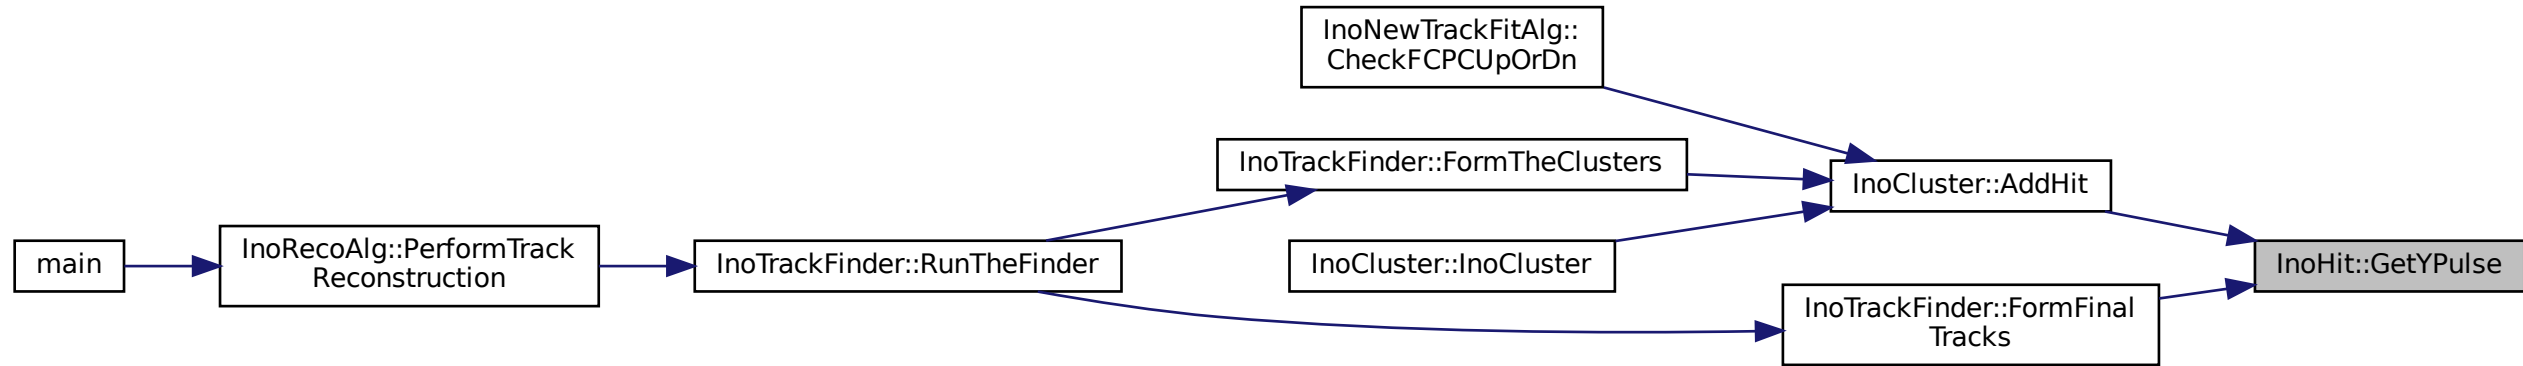 InoNewTrackFitAlg::
CheckFCPCUpOrDn
InoTrackFinder::FormTheClusters
InoCluster::AddHit
main
InoRecoAlg::PerformTrack
Reconstruction
InoTrackFinder::RunTheFinder
InoCluster::InoCluster
InoHit::GetYPulse
InoTrackFinder::FormFinal
Tracks